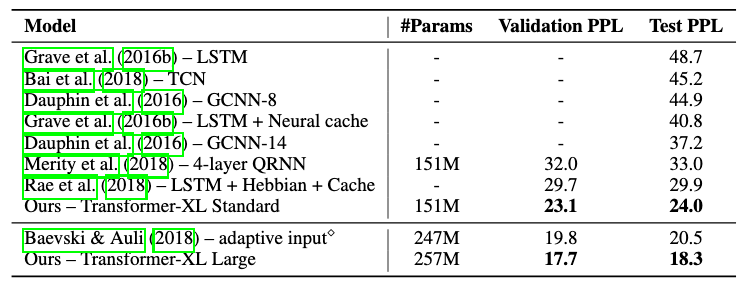 Model #Params Validation PPL Test PPL
Grave et al. (2016b) – LSTM - - 48.7
Bai et al. (2018) – TCN - - 45.2
Dauphin et al. (2016) – GCNN-8 - - 44.9
Grave et al. (2016b) – LSTM + Neural cache - - 40.8
Dauphin et al. (2016) – GCNN-14 - - 37.2
Merity et al. (2018) – 4-layer QRNN 151M 32.0 33.0
Rae et al. (2018) – LSTM + Hebbian + Cache - 29.7 29.9
Ours – Transformer-XL Standard 151M 23.1 24.0
Baevski & Auli (2018) – adaptive input⋄ 247M 19.8 20.5
Ours – Transformer-XL Large 257M 17.7 18.3